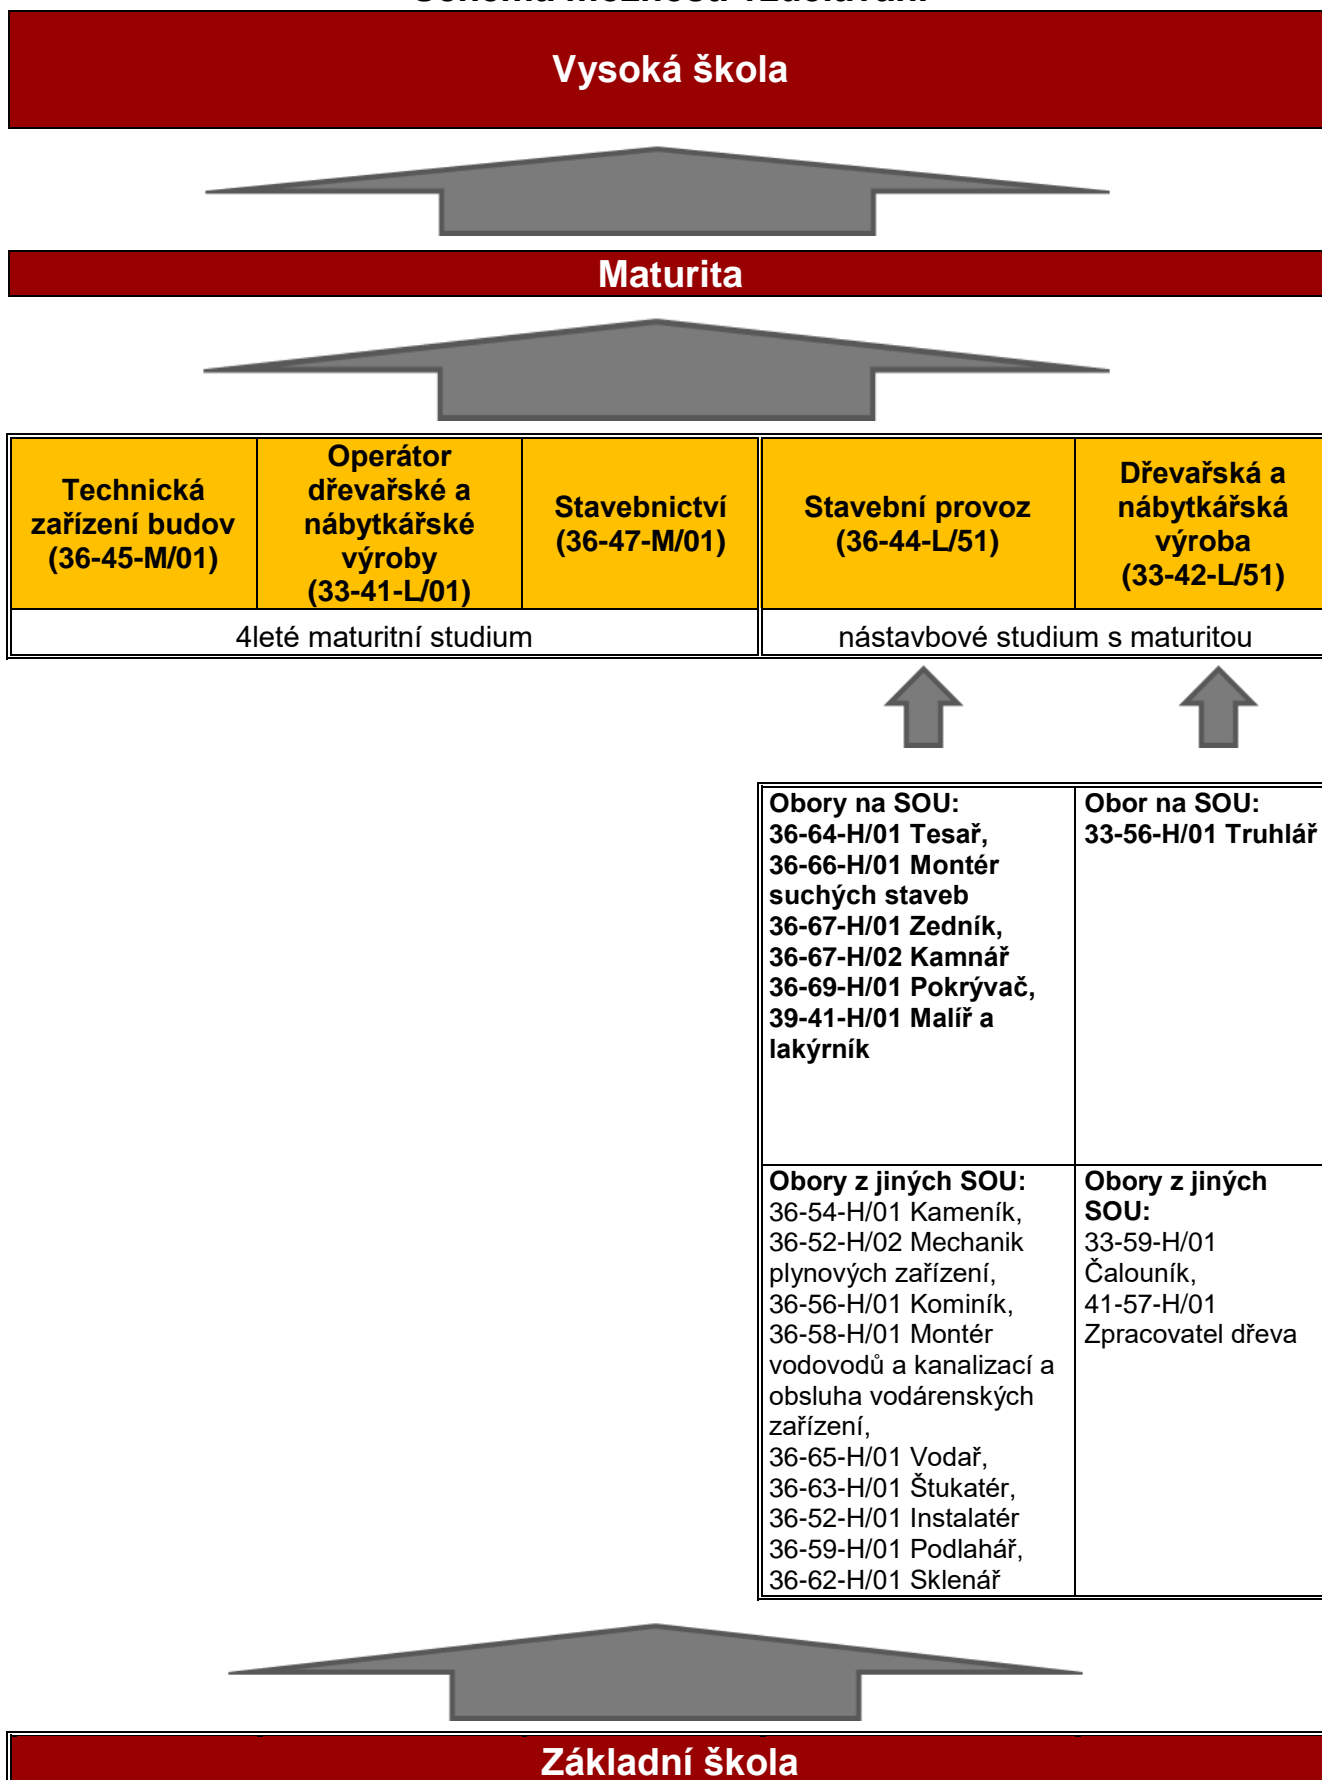 Vysoká škola
Maturita
Technická
zařízení budov
(36-45-M/01)
Operátor
dřevařské a
nábytkářské
výroby
(33-41-L/01)
Stavebnictví
(36-47-M/01)
Stavební provoz
(36-44-L/51)
Dřevařská a
nábytkářská
výroba
(33-42-L/51)
4leté maturitní studium
nástavbové studium s maturitou
Obory na SOU:
36-64-H/01 Tesař,
36-66-H/01 Montér
suchých staveb
36-67-H/01 Zedník,
36-67-H/02 Kamnář
36-69-H/01 Pokrývač,
39-41-H/01 Malíř a
lakýrník
Obor na SOU:
33-56-H/01 Truhlář
Obory z jiných SOU:
36-54-H/01 Kameník,
36-52-H/02 Mechanik
plynových zařízení,
36-56-H/01 Kominík,
36-58-H/01 Montér
vodovodů a kanalizací a
obsluha vodárenských
zařízení,
36-65-H/01 Vodař,
36-63-H/01 Štukatér,
36-52-H/01 Instalatér
36-59-H/01 Podlahář,
36-62-H/01 Sklenář
Obory z jiných
SOU:
33-59-H/01
Čalouník,
41-57-H/01
Zpracovatel dřeva
Základní škola